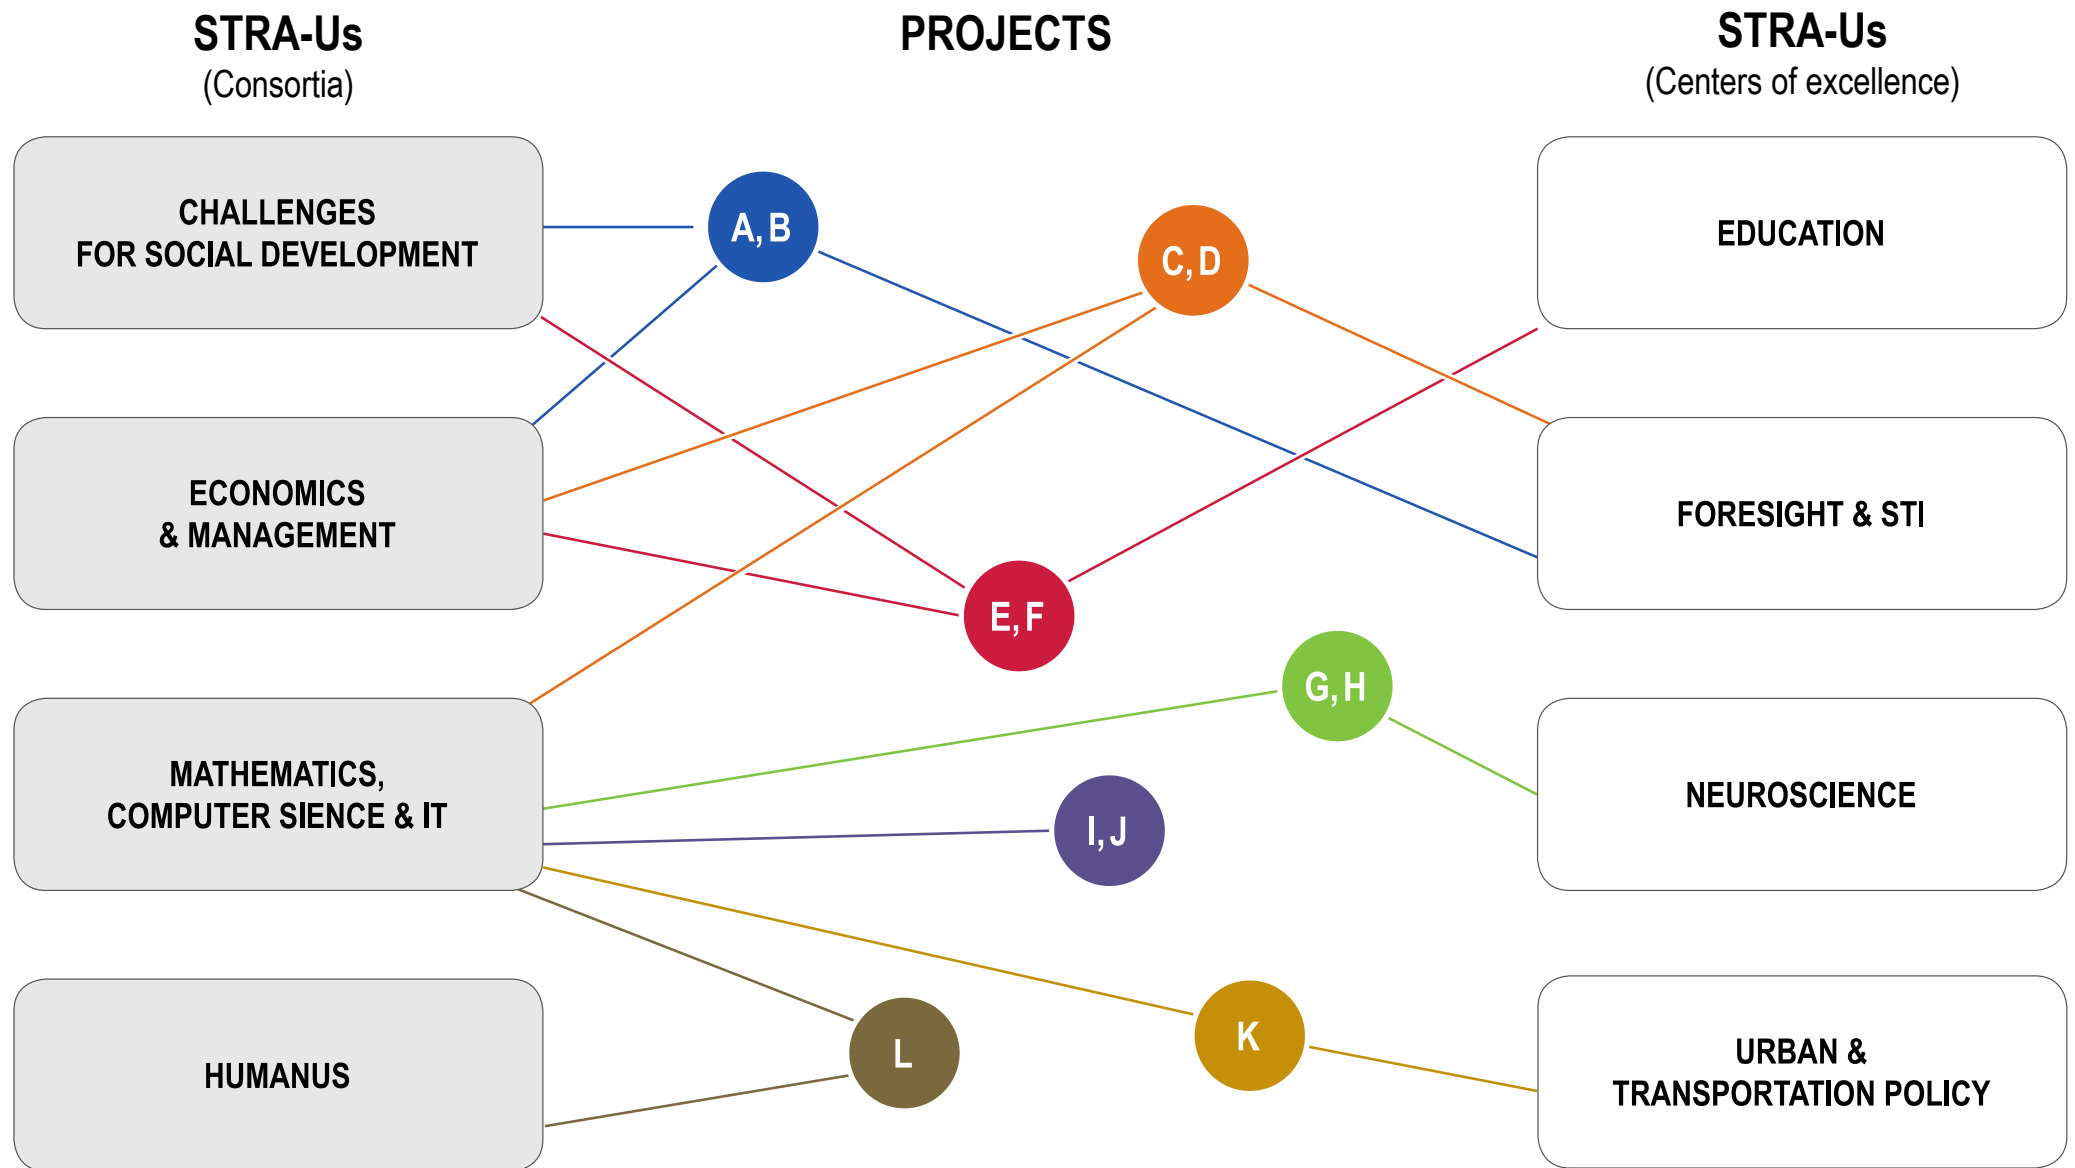 STRA-Us
(Consortia)
PROJECTS
STRA-Us
(Centers of excellence)
CHALLENGES
FOR SOCIAL DEVELOPMENT
ECONOMICS
& MANAGEMENT
MATHEMATICS,
COMPUTER SIENCE & IT
HUMANUS
A, B
C, D
E, F
G, H
I, J
K
L
EDUCATION
FORESIGHT & STI
NEUROSCIENCE
URBAN &
TRANSPORTATION POLICY